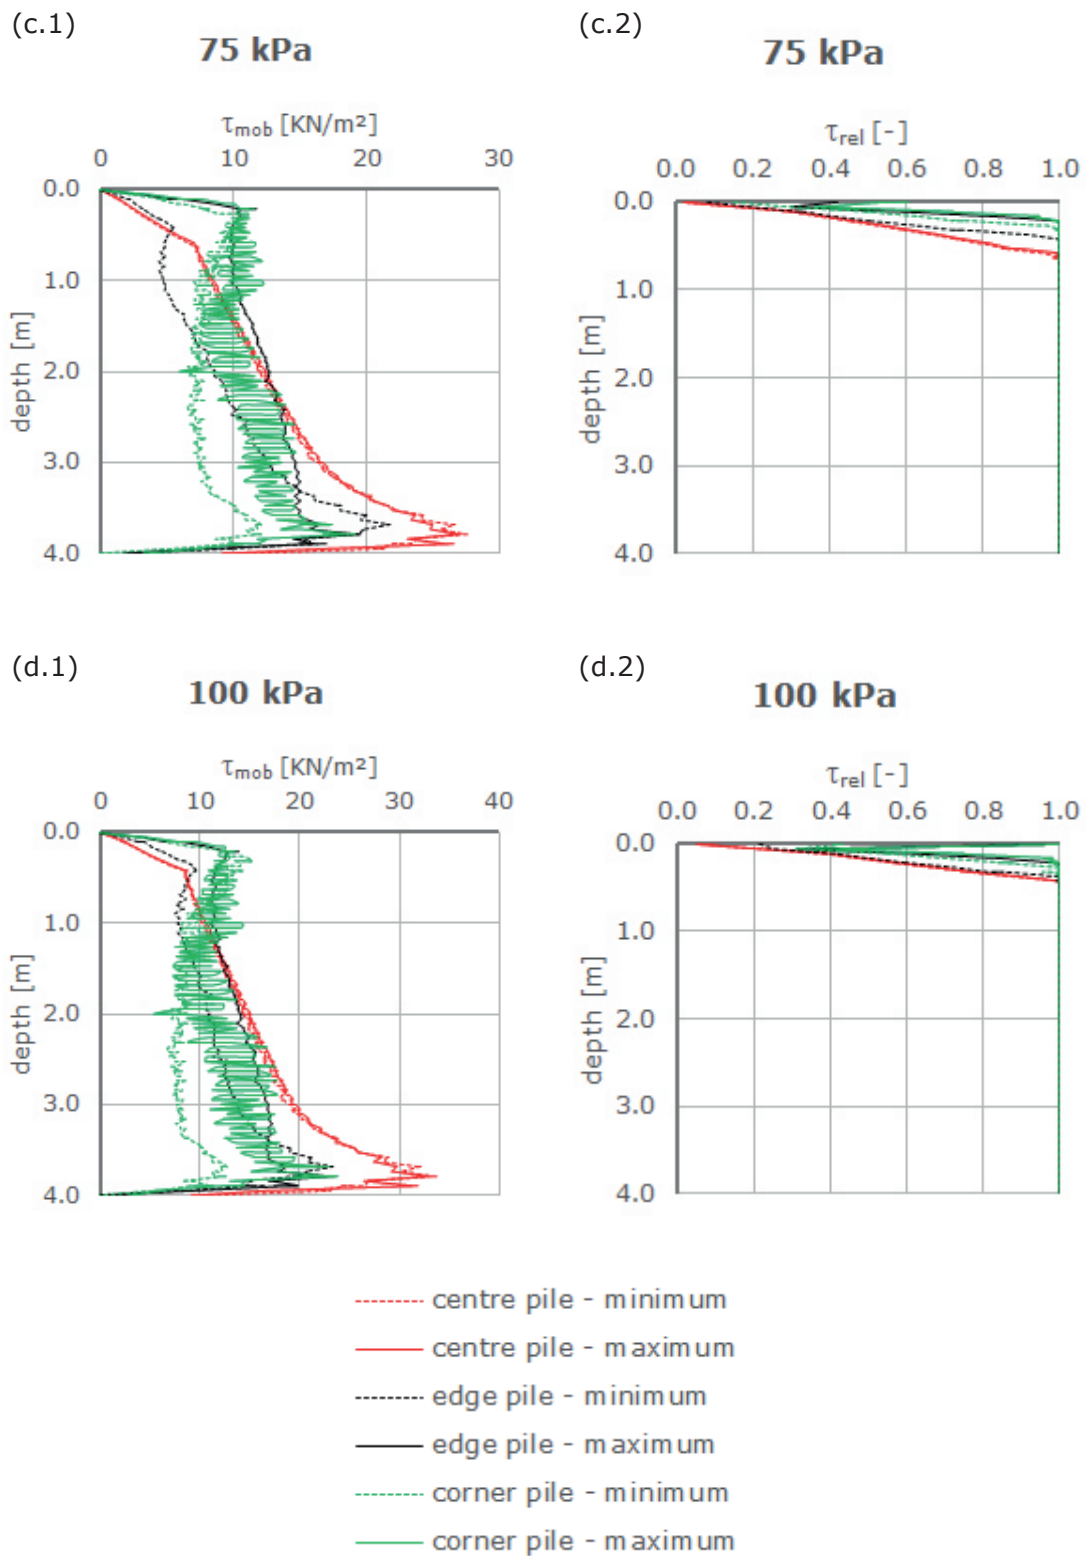 (c.1)
75 kPa
τmob [KN/m²]
0 10 20 30
0.0
1.0
2.0
3.0
4.0
depth [m]
(c.2)
75 kPa
τrel [-]
0.0 0.2 0.4 0.6 0.8 1.0
0.0
1.0
2.0
3.0
4.0
depth [m]
(d.1)
100 kPa
τmob [KN/m²]
0 10 20 30 40
0.0
1.0
2.0
3.0
4.0
depth [m]
(d.2)
100 kPa
τrel [-]
0.0 0.2 0.4 0.6 0.8 1.0
0.0
1.0
2.0
3.0
4.0
depth [m]
centre pile - minimum
centre pile - maximum
edge pile - minimum
edge pile - maximum
corner pile - minimum
corner pile - maximum